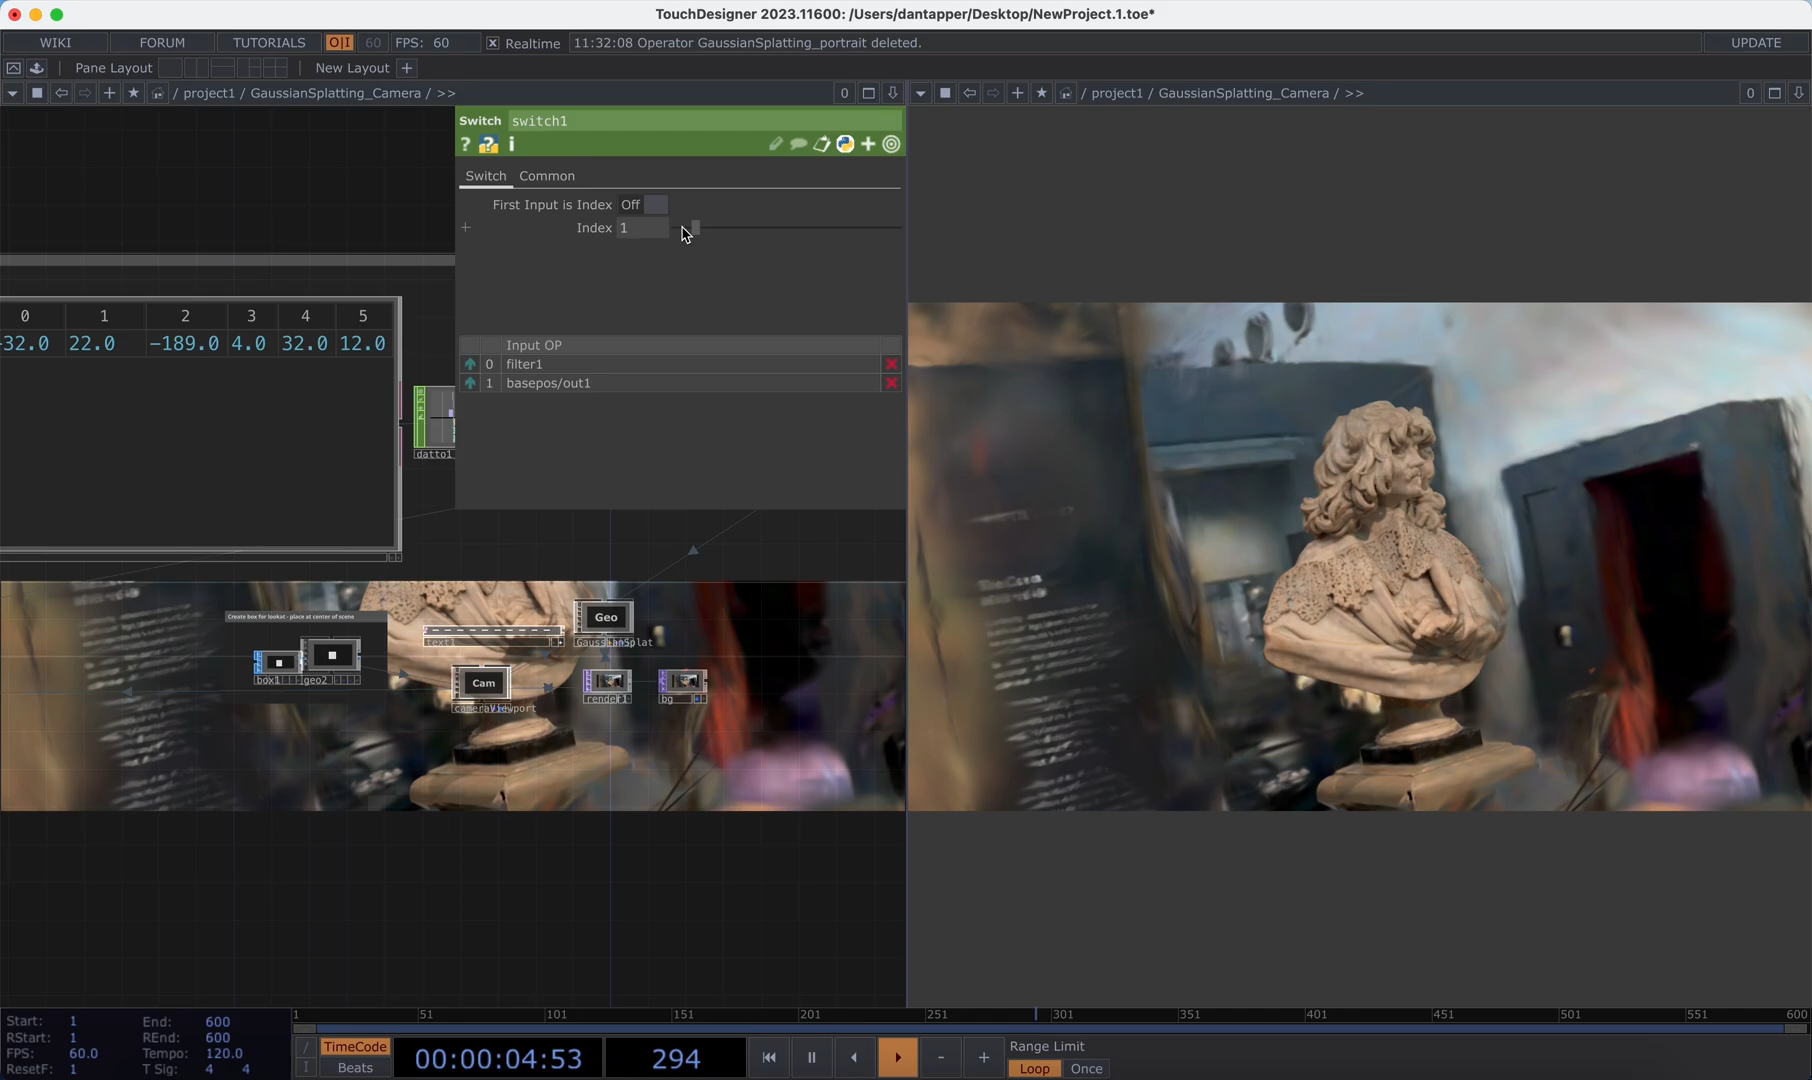 TouchDesigner 2023.11600: /Users/dantapper/Desktop/NewProject.1.toe*
WIKI FORUM TUTORIALS O|I 60 FPS: 60 Realtime 11:32:08 Operator GaussianSplatting_portrait deleted. UPDATE
Pane Layout New Layout +
/ project1 / GaussianSplatting_Camera / >> 0
/ project1 / GaussianSplatting_Camera / >> 0
Switch switch1
? ? i
Switch Common
First Input is Index Off
+ Index 1
Input OP
0 filter1
1 basepos/out1
0 1 2 3 4 5
-32.0 22.0 -189.0 4.0 32.0 12.0
datto1
Create box for lookat - place at center of scene
box1 geo2
text1
Geo
GaussianSplat
Cam
cameraViewport
render1
bg
Start: 1 End: 600
RStart: 1 REnd: 600
FPS: 60.0 Tempo: 120.0
ResetF: 1 T Sig: 4 4
1 51 101 151 201 251 301 351 401 451 501 551 600
TimeCode
Beats
00:00:04:53
294
- +
Range Limit
Loop Once